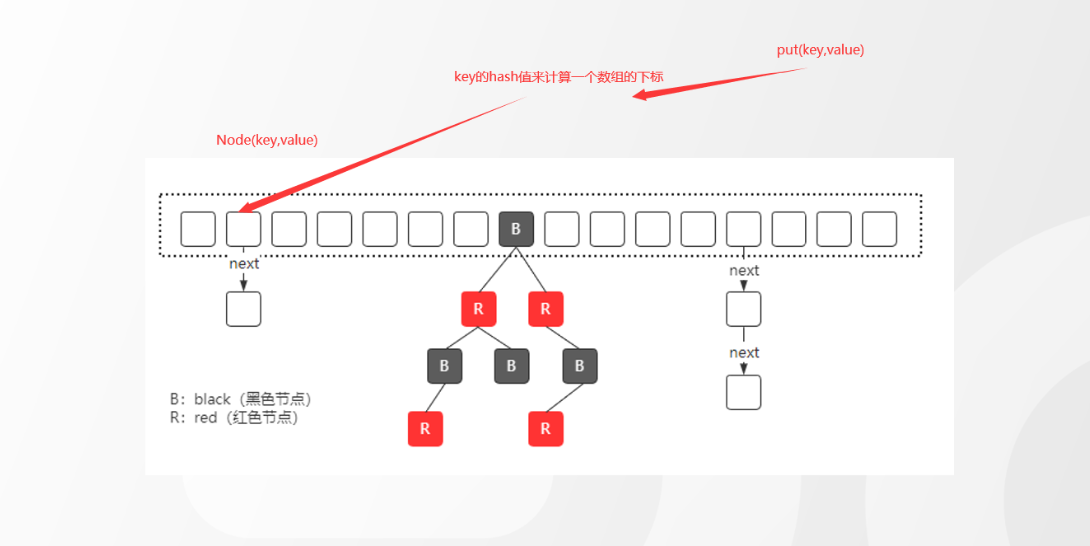 put(key,value)
key的hash值来计算一个数组的下标
Node(key,value)
B
next
next
R R
B B B
next
B：black（黑色节点）
R：red（红色节点）
R R